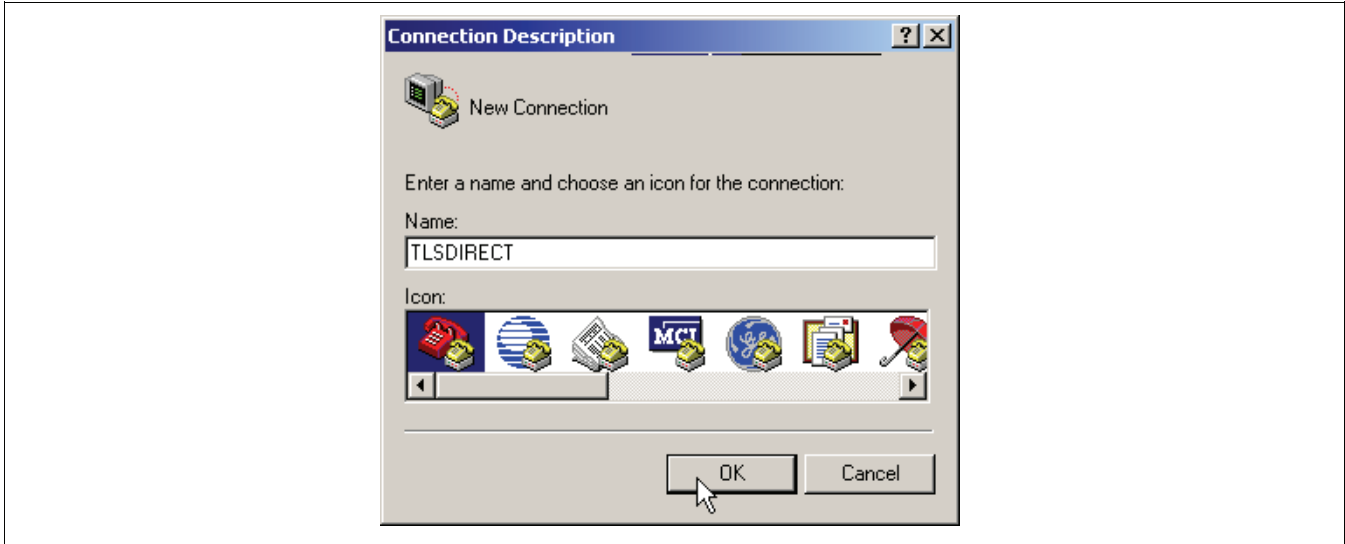 Connection Description
New Connection
Enter a name and choose an icon for the connection:
Name:
TLSDIRECT
Icon:
MCI
OK Cancel